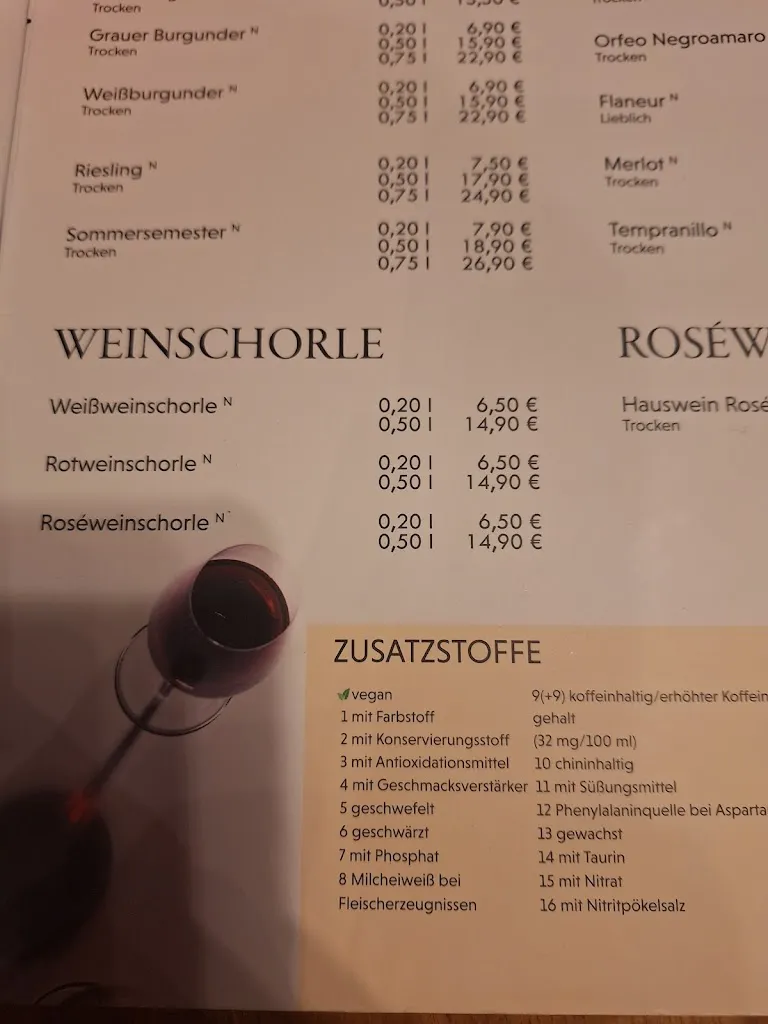 Trocken
0,50 l
Trocken
Grauer Burgunder N 0,20 l 6,90 €
Trocken 0,50 l 15,90 €
0,75 l 22,90 €
Orfeo Negroamaro
Trocken
Weißburgunder N 0,20 l 6,90 €
Trocken 0,50 l 15,90 €
0,75 l 22,90 €
Flaneur N
Lieblich
Riesling N 0,20 l 7,50 €
Trocken 0,50 l 17,90 €
0,75 l 24,90 €
Merlot N
Trocken
Sommersemester N 0,20 l 7,90 €
Trocken 0,50 l 18,90 €
0,75 l 26,90 €
Tempranillo N
Trocken
WEINSCHORLE
Weißweinschorle N 0,20 l 6,50 €
0,50 l 14,90 €
Rotweinschorle N 0,20 l 6,50 €
0,50 l 14,90 €
Roséweinschorle N 0,20 l 6,50 €
0,50 l 14,90 €
ROSÉW
Hauswein Rosé
Trocken
ZUSATZSTOFFE
vegan
1 mit Farbstoff
2 mit Konservierungsstoff
3 mit Antioxidationsmittel
4 mit Geschmacksverstärker
5 geschwefelt
6 geschwärzt
7 mit Phosphat
8 Milcheiweiß bei
Fleischerzeugnissen
9(+9) koffeinhaltig/erhöhter Koffein
gehalt
(32 mg/100 ml)
10 chininhaltig
11 mit Süßungsmittel
12 Phenylalaninquelle bei Asparta
13 gewachst
14 mit Taurin
15 mit Nitrat
16 mit Nitritpökelsalz